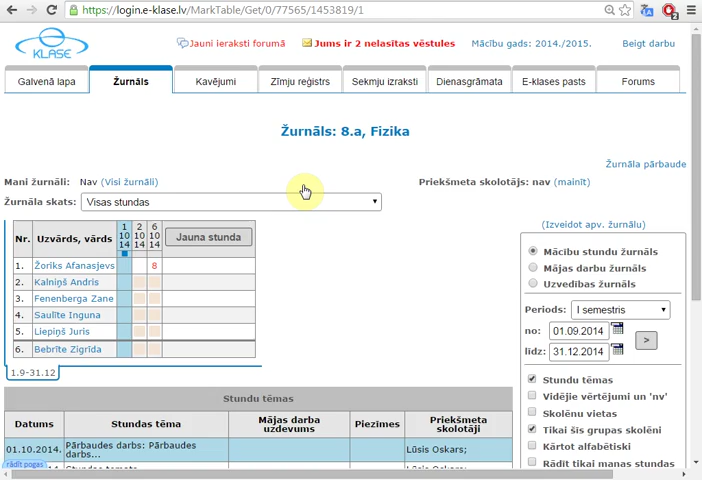 https://login.e-klase.lv/MarkTable/Get/0/77565/1453819/1
2
E-KLASE
Jauni ieraksti forumā
Jums ir 2 nelasītas vēstules
Mācību gads: 2014./2015.
Beigt darbu
Galvenā lapa
Žurnāls
Kavējumi
Zīmju reģistrs
Sekmju izraksti
Dienasgrāmata
E-klases pasts
Forums
Žurnāls: 8.a, Fizika
Žurnāla pārbaude
Mani žurnāli: Nav (Visi žurnāli)
Priekšmeta skolotājs: nav (mainīt)
Žurnāla skats: Visas stundas
Nr. Uzvārds, vārds 1 10 14 2 10 14 6 10 14 Jauna stunda
1. Žoriks Afanasjevs 8
2. Kalniņš Andris
3. Fenenberga Zane
4. Saulīte Inguna
5. Liepiņš Juris
6. Bebrīte Zigrīda
1.9-31.12
(Izveidot apv. žurnālu)
Mācību stundu žurnāls
Mājas darbu žurnāls
Uzvedības žurnāls
Periods: I semestris
no: 01.09.2014
līdz: 31.12.2014
>
Stundu tēmas
Vidējie vērtējumi un 'nv'
Skolēnu vietas
Tikai šīs grupas skolēni
Kārtot alfabētiski
Rādīt tikai manas stundas
Stundu tēmas
Datums Stundas tēma Mājas darba uzdevums Piezīmes Priekšmeta skolotāji
01.10.2014. Pārbaudes darbs: Pārbaudes darbs... Lūsis Oskars;
rādīt pogas